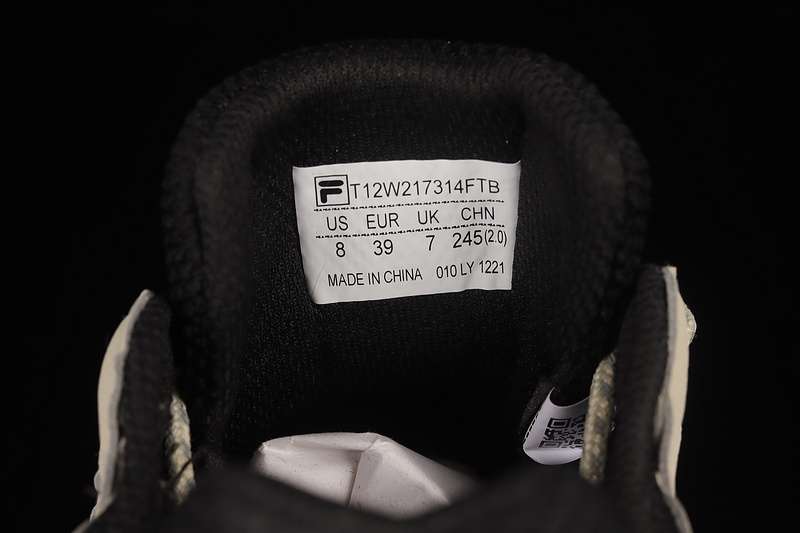 F T12W217314FTB
US EUR UK CHN
8 39 7 245(2.0)
MADE IN CHINA 010 LY 1221